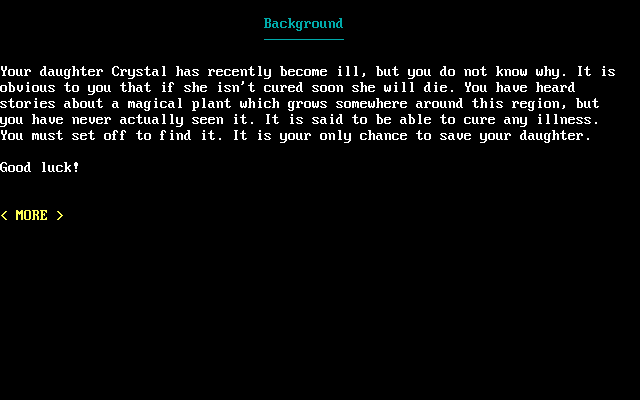 Background
Your daughter Crystal has recently become ill, but you do not know why. It is
obvious to you that if she isn't cured soon she will die. You have heard
stories about a magical plant which grows somewhere around this region, but
you have never actually seen it. It is said to be able to cure any illness.
You must set off to find it. It is your only chance to save your daughter.
Good luck!
< MORE >